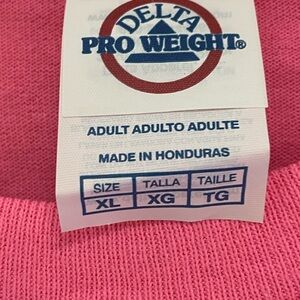 DELTA
PRO WEIGHT®
ADULT ADULTO ADULTE
MADE IN HONDURAS
SIZE TALLA TAILLE
XL XG TG